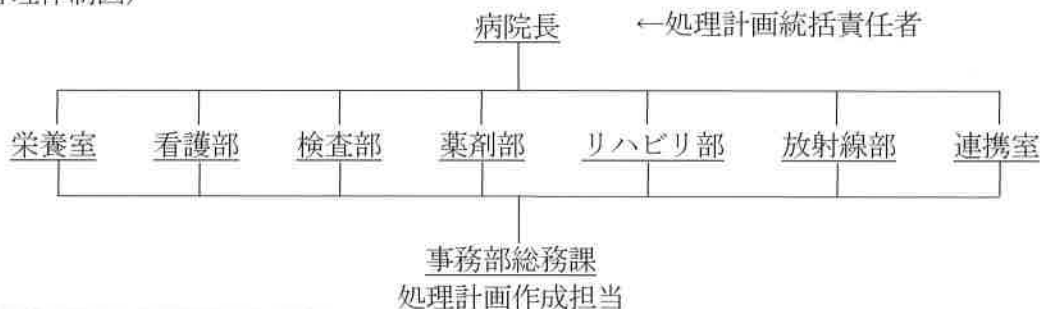 病院長 ←処理計画統括責任者
栄養室 看護部 検査部 薬剤部 リハビリ部 放射線部 連携室
事務部総務課
処理計画作成担当